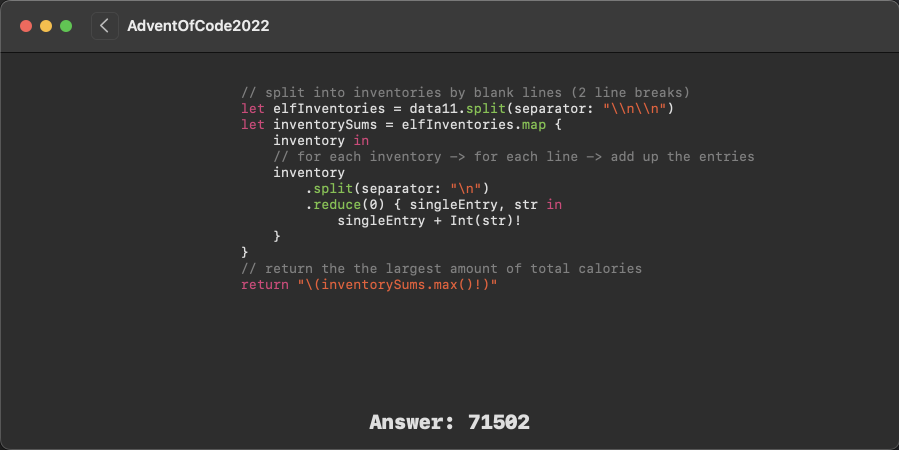 AdventOfCode2022
// split into inventories by blank lines (2 line breaks)
let elfInventories = data11.split(separator: "\\n\\n")
let inventorySums = elfInventories.map {
    inventory in
    // for each inventory -> for each line -> add up the entries
    inventory
        .split(separator: "\n")
        .reduce(0) { singleEntry, str in
            singleEntry + Int(str)!
    }
}
// return the the largest amount of total calories
return "\(inventorySums.max()!)"
Answer: 71502